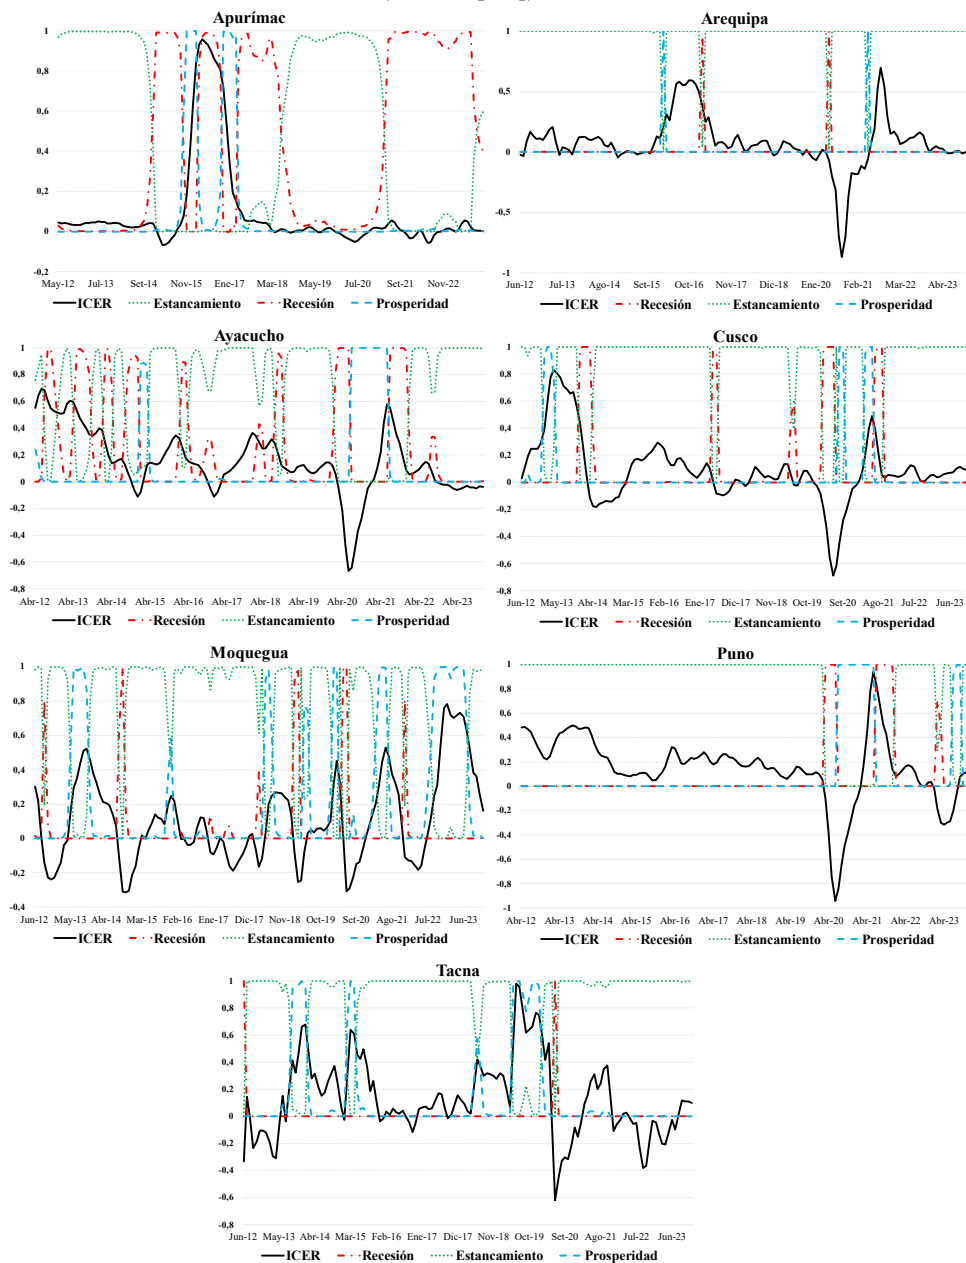 Apurímac
1
0,8
0,6
0,4
0,2
0
-0,2
May-12 Jul-13 Set-14 Nov-15 Ene-17 Mar-18 May-19 Jul-20 Set-21 Nov-22
ICER Estancamiento Recesión Prosperidad
Arequipa
1
0,5
0
-0,5
-1
Jun-12 Jul-13 Ago-14 Set-15 Oct-16 Nov-17 Dic-18 Ene-20 Feb-21 Mar-22 Abr-23
ICER Recesión Estancamiento Prosperidad
Ayacucho
1
0,8
0,6
0,4
0,2
0
-0,2
-0,4
-0,6
-0,8
Abr-12 Abr-13 Abr-14 Abr-15 Abr-16 Abr-17 Abr-18 Abr-19 Abr-20 Abr-21 Abr-22 Abr-23
ICER Recesión Estancamiento Prosperidad
Cusco
1
0,8
0,6
0,4
0,2
0
-0,2
-0,4
-0,6
-0,8
Jun-12 May-13 Abr-14 Mar-15 Feb-16 Ene-17 Dic-17 Nov-18 Oct-19 Set-20 Ago-21 Jul-22 Jun-23
ICER Recesión Estancamiento Prosperidad
Moquegua
1
0,8
0,6
0,4
0,2
0
-0,2
-0,4
Jun-12 May-13 Abr-14 Mar-15 Feb-16 Ene-17 Dic-17 Nov-18 Oct-19 Set-20 Ago-21 Jul-22 Jun-23
ICER Recesión Estancamiento Prosperidad
Puno
1
0,8
0,6
0,4
0,2
0
-0,2
-0,4
-0,6
-0,8
-1
Abr-12 Abr-13 Abr-14 Abr-15 Abr-16 Abr-17 Abr-18 Abr-19 Abr-20 Abr-21 Abr-22 Abr-23
ICER Recesión Estancamiento Prosperidad
Tacna
1
0,8
0,6
0,4
0,2
0
-0,2
-0,4
-0,6
-0,8
Jun-12 May-13 Abr-14 Mar-15 Feb-16 Ene-17 Dic-17 Nov-18 Oct-19 Set-20 Ago-21 Jul-22 Jun-23
ICER Recesión Estancamiento Prosperidad